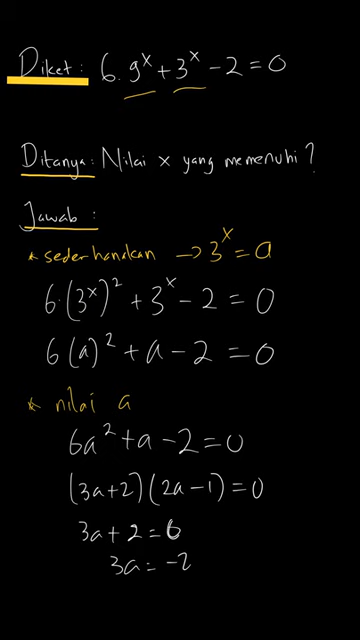 Diket: 6. 9^x + 3^x - 2 = 0
Ditanya: Nilai x yang memenuhi ?
Jawab :
* sederhanakan → 3^x = a
6. (3^x)^2 + 3^x - 2 = 0
6(a)^2 + a - 2 = 0
* nilai a
6a^2 + a - 2 = 0
(3a+2) (2a-1) = 0
3a + 2 = 0
3a = -2